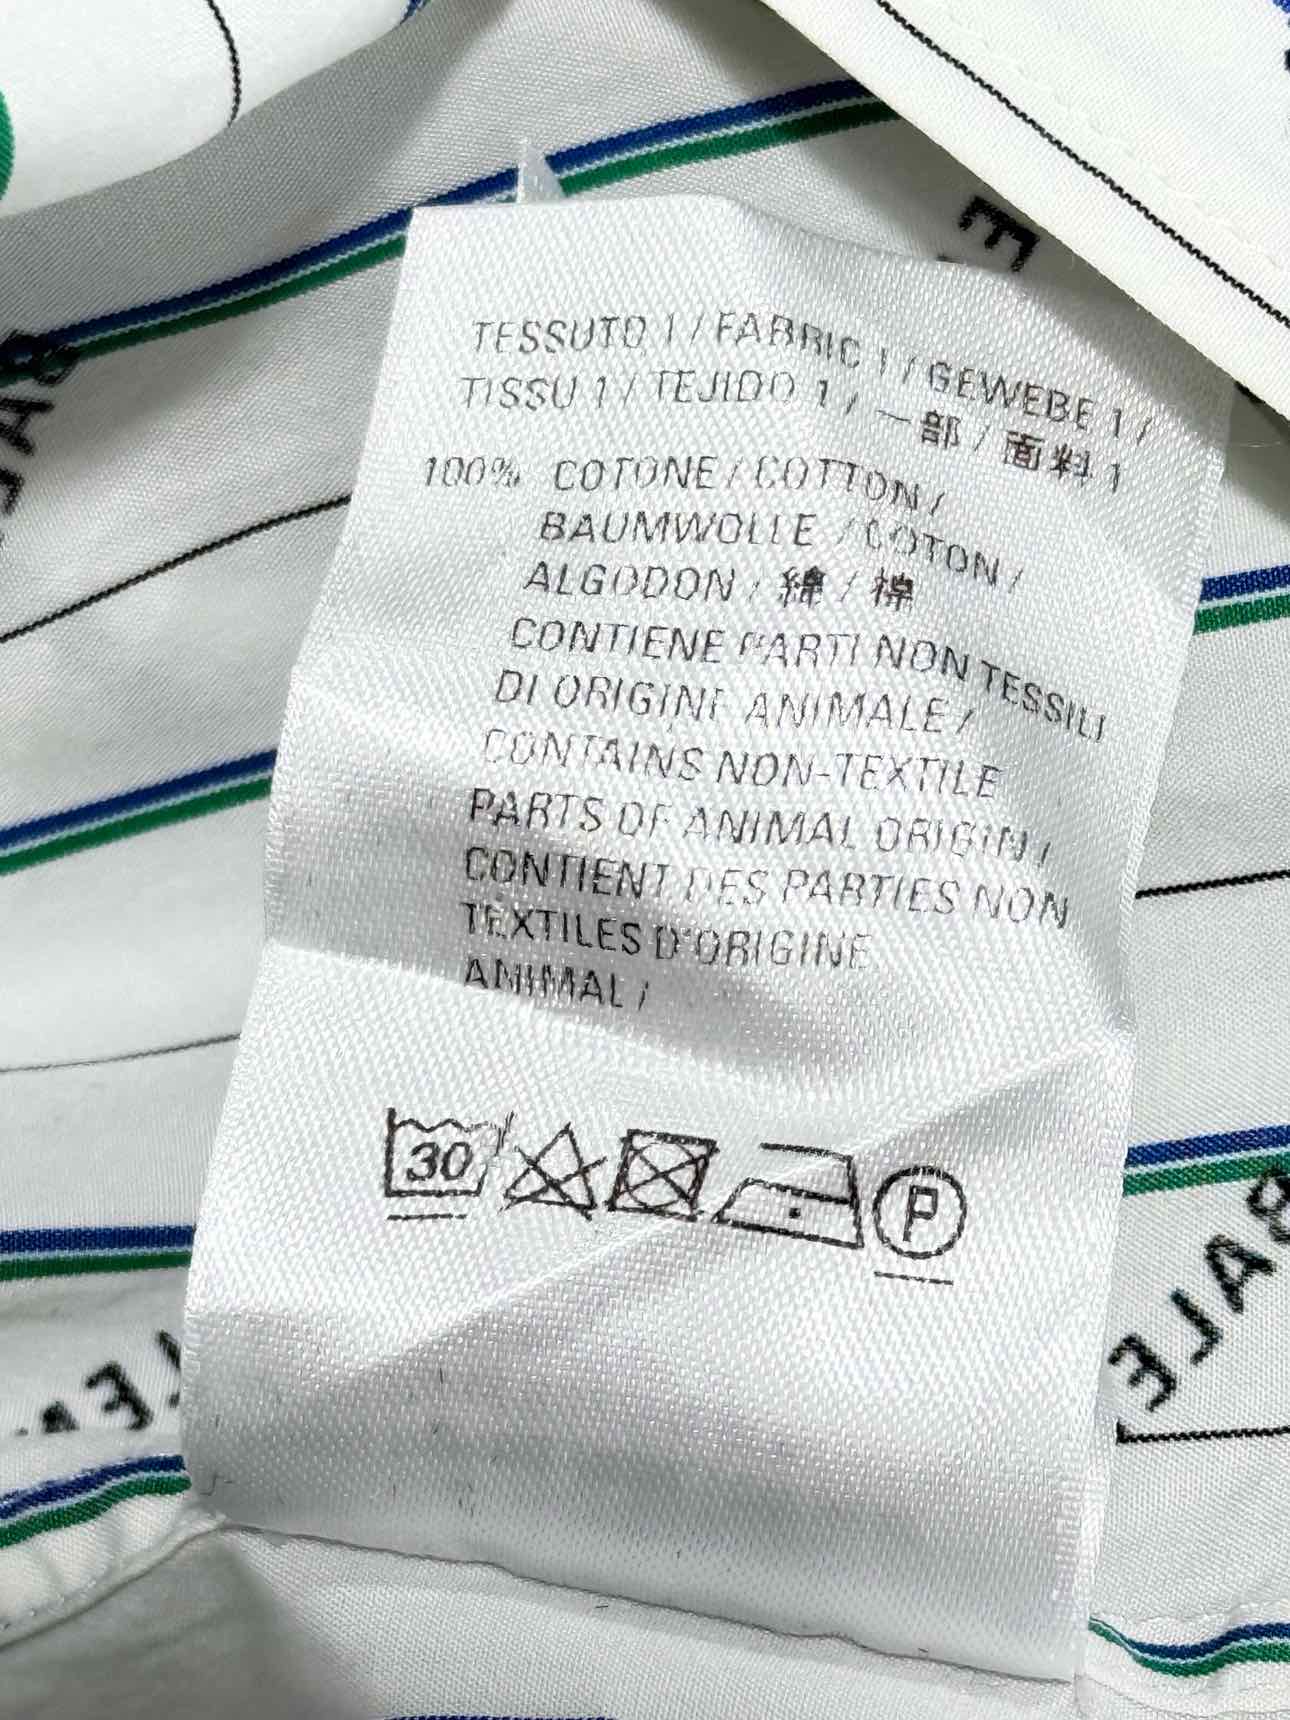 TESSUTO 1 / FABRIC 1 / GEWEBE 1 /
TISSU 1 / TEJIDO 1 / 一部 / 面料 1
100% COTONE / COTTON /
BAUMWOLLE / COTON /
ALGODON / 綿 / 棉
CONTIENE PARTI NON TESSILI
DI ORIGINE ANIMALE /
CONTAINS NON-TEXTILE
PARTS OF ANIMAL ORIGIN /
CONTIENT DES PARTIES NON
TEXTILES D'ORIGINE
ANIMAL /
30
P